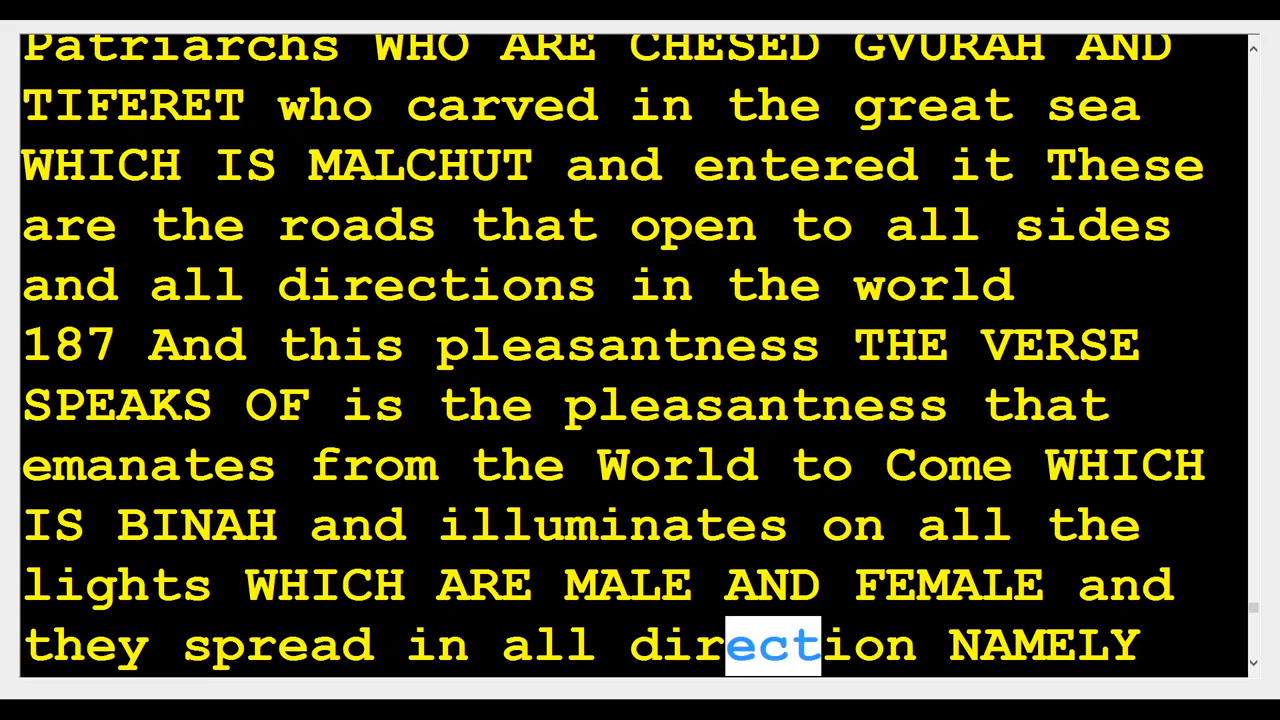 Patriarchs WHO ARE CHESED GVURAH AND
TIFERET who carved in the great sea
WHICH IS MALCHUT and entered it These
are the roads that open to all sides
and all directions in the world
187 And this pleasantness THE VERSE
SPEAKS OF is the pleasantness that
emanates from the World to Come WHICH
IS BINAH and illuminates on all the
lights WHICH ARE MALE AND FEMALE and
they spread in all direction NAMELY